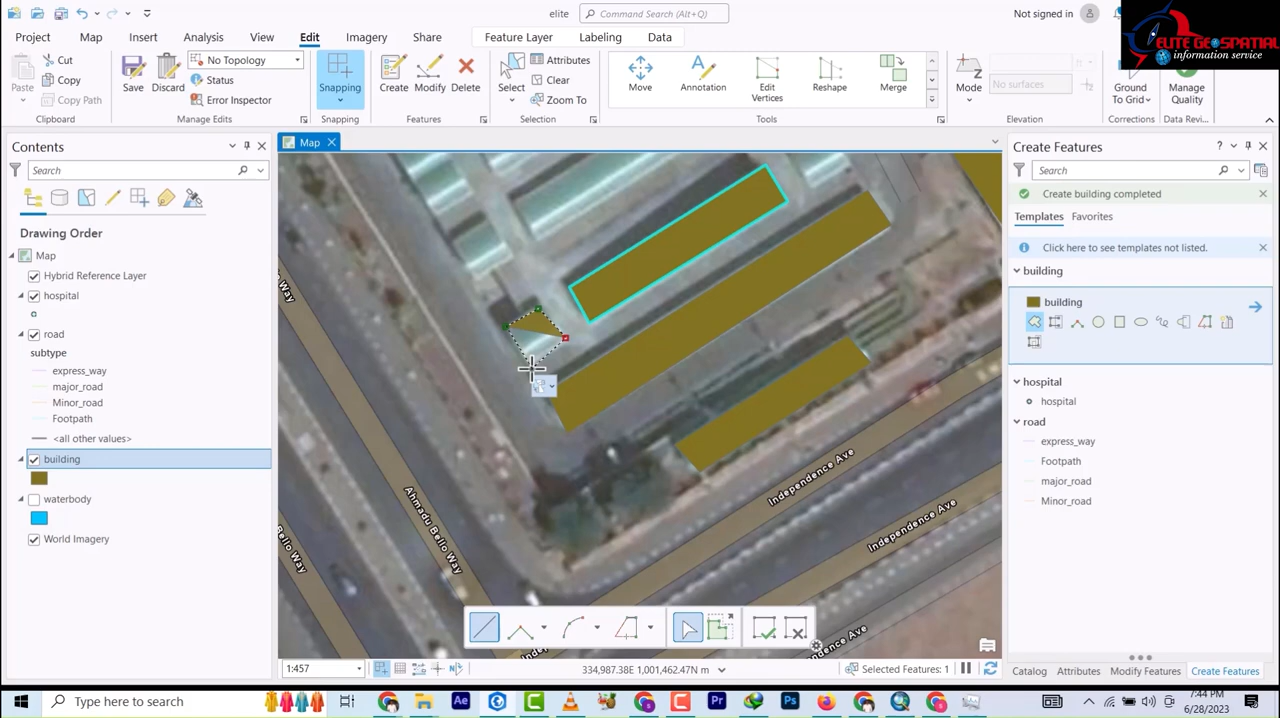 elite
Command Search (Alt+Q)
Not signed in
ELITE GEOSPATIAL
information service
Project Map Insert Analysis View Edit Imagery Share Feature Layer Labeling Data
Paste
Cut
Copy
Copy Path
Clipboard
Save
Discard
No Topology
Status
Error Inspector
Manage Edits
Snapping
Snapping
Create
Modify
Delete
Features
Select
Attributes
Clear
Zoom To
Selection
Move
Annotation
Edit
Vertices
Reshape
Merge
Tools
Mode
No surfaces
Elevation
Ground
To Grid
Corrections
Manage
Quality
Data Revi...
Contents
Search
Drawing Order
Map
Hybrid Reference Layer
hospital
road
subtype
express_way
major_road
Minor_road
Footpath
<all other values>
building
waterbody
World Imagery
Map
Ahmadu Bello Way
Bello Way
Independence Ave
Independence Ave
1:457
334,987.38E 1,001,462.47N m
Selected Features: 1
Create Features
Search
Create building completed
Templates Favorites
Click here to see templates not listed.
building
building
hospital
hospital
road
express_way
Footpath
major_road
Minor_road
Catalog Attributes Modify Features Create Features
Type here to search
7:44 PM
6/28/2023